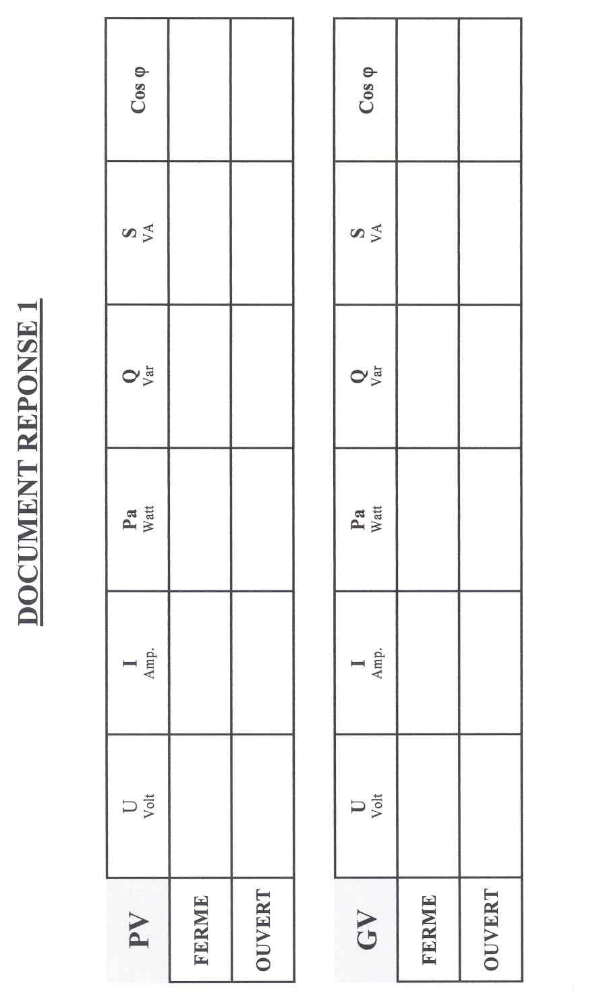 DOCUMENT REPONSE 1
PV
U
Volt
I
Amp.
Pa
Watt
Q
Var
S
VA
Cos φ
FERME
OUVERT
GV
U
Volt
I
Amp.
Pa
Watt
Q
Var
S
VA
Cos φ
FERME
OUVERT